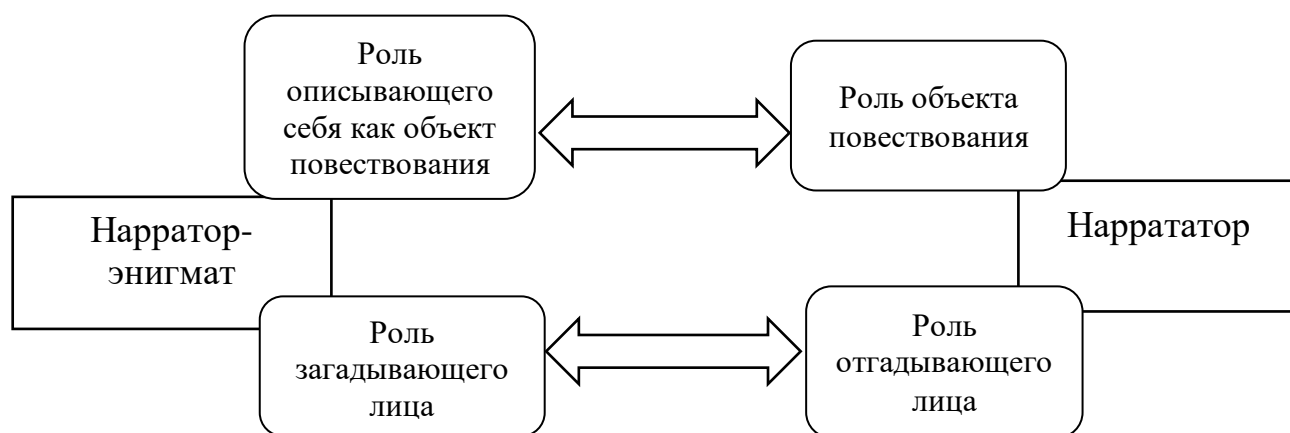 Роль
описывающего
себя как объект
повествования
Роль объекта
повествования
Нарратор-
энигмат
Наррататор
Роль
загадывающего
лица
Роль
отгадывающего
лица